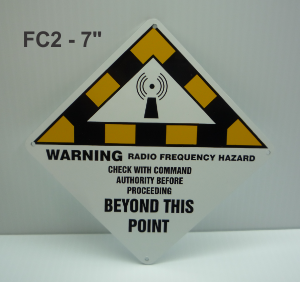 FC2 - 7"
WARNING RADIO FREQUENCY HAZARD
CHECK WITH COMMAND
AUTHORITY BEFORE
PROCEEDING
BEYOND THIS
POINT